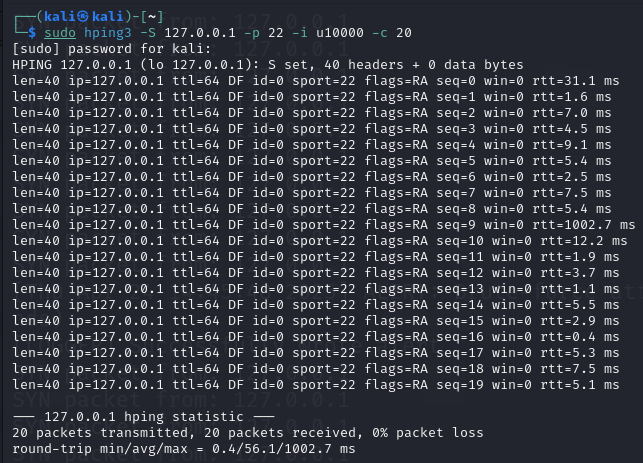 SYN packet from: 127.0.0.1
┌──(kali㉿kali)-[~]
└─$ sudo hping3 -S 127.0.0.1 -p 22 -i u10000 -c 20
[sudo] password for kali:
HPING 127.0.0.1 (lo 127.0.0.1): S set, 40 headers + 0 data bytes
len=40 ip=127.0.0.1 ttl=64 DF id=0 sport=22 flags=RA seq=0 win=0 rtt=31.1 ms
len=40 ip=127.0.0.1 ttl=64 DF id=0 sport=22 flags=RA seq=1 win=0 rtt=1.6 ms
len=40 ip=127.0.0.1 ttl=64 DF id=0 sport=22 flags=RA seq=2 win=0 rtt=7.0 ms
len=40 ip=127.0.0.1 ttl=64 DF id=0 sport=22 flags=RA seq=3 win=0 rtt=4.5 ms
len=40 ip=127.0.0.1 ttl=64 DF id=0 sport=22 flags=RA seq=4 win=0 rtt=9.1 ms
len=40 ip=127.0.0.1 ttl=64 DF id=0 sport=22 flags=RA seq=5 win=0 rtt=5.4 ms
len=40 ip=127.0.0.1 ttl=64 DF id=0 sport=22 flags=RA seq=6 win=0 rtt=2.5 ms
len=40 ip=127.0.0.1 ttl=64 DF id=0 sport=22 flags=RA seq=7 win=0 rtt=7.5 ms
len=40 ip=127.0.0.1 ttl=64 DF id=0 sport=22 flags=RA seq=8 win=0 rtt=5.4 ms
len=40 ip=127.0.0.1 ttl=64 DF id=0 sport=22 flags=RA seq=9 win=0 rtt=1002.7 ms
len=40 ip=127.0.0.1 ttl=64 DF id=0 sport=22 flags=RA seq=10 win=0 rtt=12.2 ms
len=40 ip=127.0.0.1 ttl=64 DF id=0 sport=22 flags=RA seq=11 win=0 rtt=1.9 ms
len=40 ip=127.0.0.1 ttl=64 DF id=0 sport=22 flags=RA seq=12 win=0 rtt=3.7 ms
len=40 ip=127.0.0.1 ttl=64 DF id=0 sport=22 flags=RA seq=13 win=0 rtt=1.1 ms
len=40 ip=127.0.0.1 ttl=64 DF id=0 sport=22 flags=RA seq=14 win=0 rtt=5.5 ms
len=40 ip=127.0.0.1 ttl=64 DF id=0 sport=22 flags=RA seq=15 win=0 rtt=2.9 ms
len=40 ip=127.0.0.1 ttl=64 DF id=0 sport=22 flags=RA seq=16 win=0 rtt=0.4 ms
len=40 ip=127.0.0.1 ttl=64 DF id=0 sport=22 flags=RA seq=17 win=0 rtt=5.3 ms
len=40 ip=127.0.0.1 ttl=64 DF id=0 sport=22 flags=RA seq=18 win=0 rtt=7.5 ms
len=40 ip=127.0.0.1 ttl=64 DF id=0 sport=22 flags=RA seq=19 win=0 rtt=5.1 ms
SYN packet from: 127.0.0.1
--- 127.0.0.1 hping statistic ---
20 packets transmitted, 20 packets received, 0% packet loss
round-trip min/avg/max = 0.4/56.1/1002.7 ms